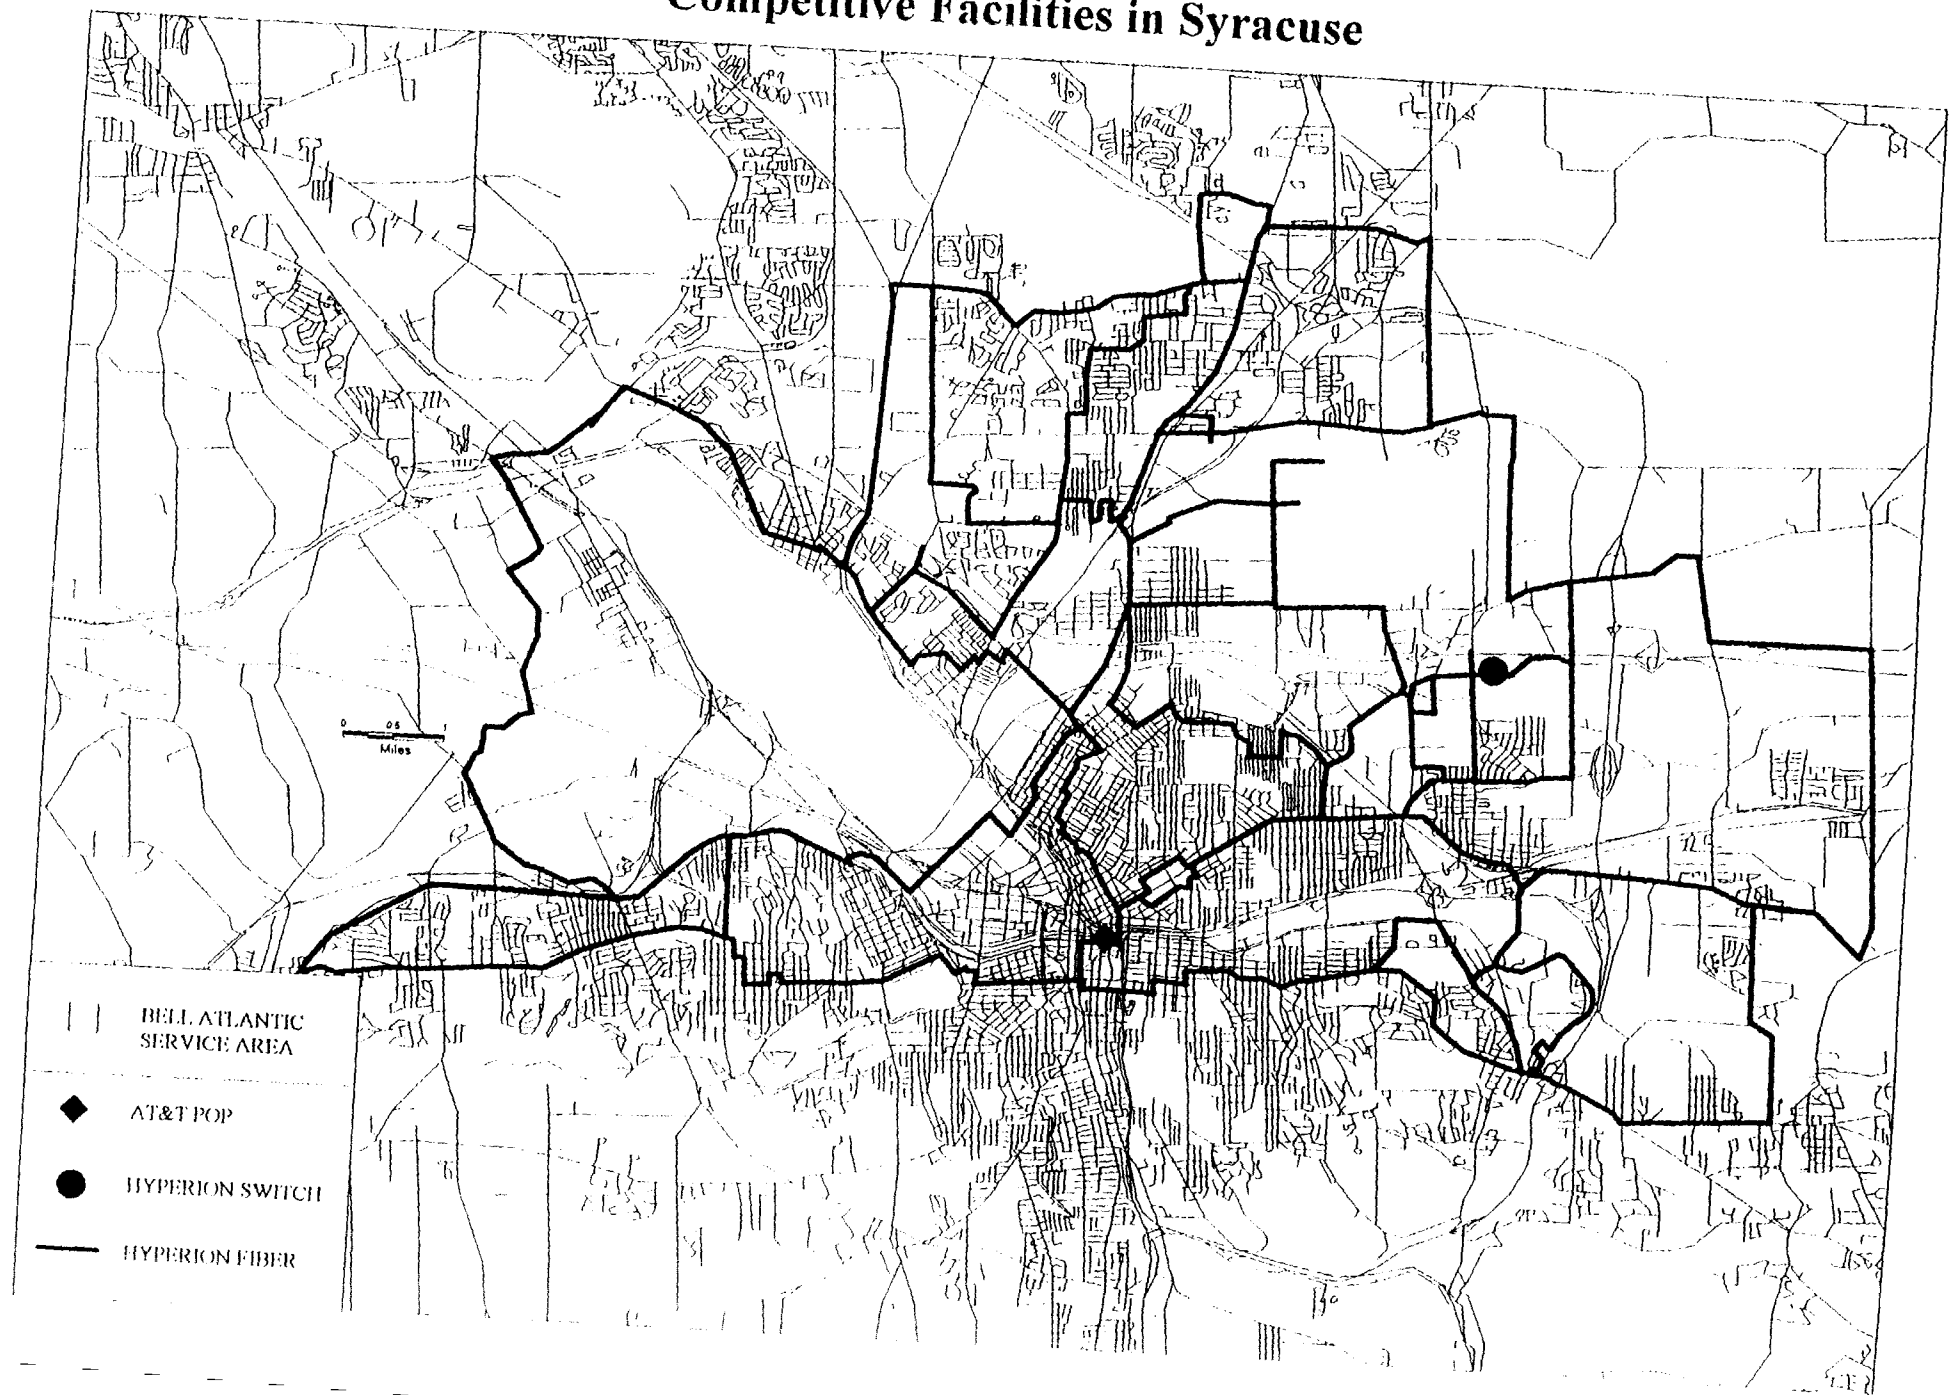 Competitive Facilities in Syracuse
0 0.5 1
Miles
BELL ATLANTIC
SERVICE AREA
AT&T POP
HYPERION SWITCH
HYPERION FIBER